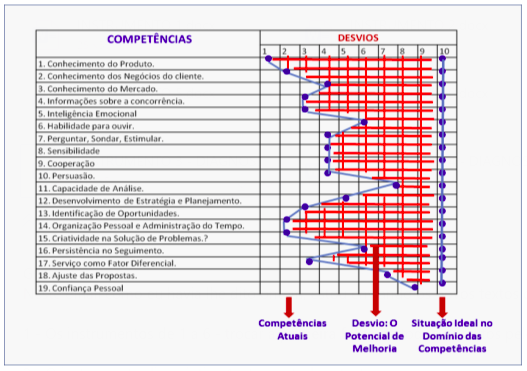 COMPETÊNCIAS DESVIOS
1 2 3 4 5 6 7 8 9 10
1. Conhecimento do Produto.
2. Conhecimento dos Negócios do cliente.
3. Conhecimento do Mercado.
4. Informações sobre a concorrência.
5. Inteligência Emocional
6. Habilidade para ouvir.
7. Perguntar, Sondar, Estimular.
8. Sensibilidade
9. Cooperação
10. Persuasão.
11. Capacidade de Análise.
12. Desenvolvimento de Estratégia e Planejamento.
13. Identificação de Oportunidades.
14. Organização Pessoal e Administração do Tempo.
15. Criatividade na Solução de Problemas.?
16. Persistência no Seguimento.
17. Serviço como Fator Diferencial.
18. Ajuste das Propostas.
19. Confiança Pessoal
Competências
Atuais
Desvio: O
Potencial de
Melhoria
Situação Ideal no
Domínio das
Competências